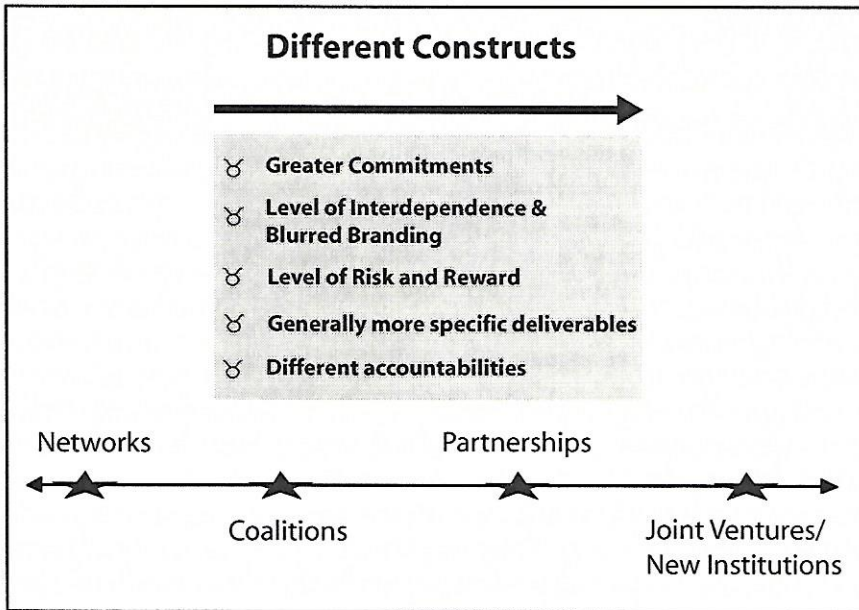 Different Constructs
♉ Greater Commitments
♉ Level of Interdependence &
Blurred Branding
♉ Level of Risk and Reward
♉ Generally more specific deliverables
♉ Different accountabilities
Networks
Partnerships
Coalitions
Joint Ventures/
New Institutions